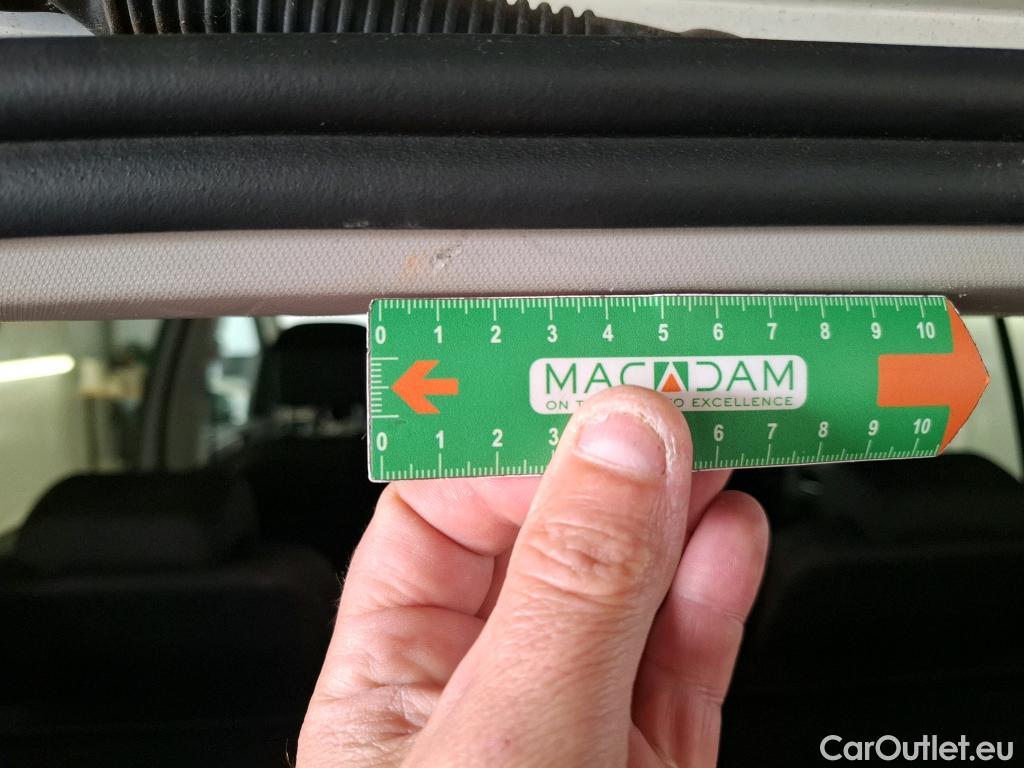 0 1 2 3 4 5 6 7 8 9 10
MACADAM
ON T O EXCELLENCE
0 1 2 3 6 7 8 9 10
CarOutlet.eu